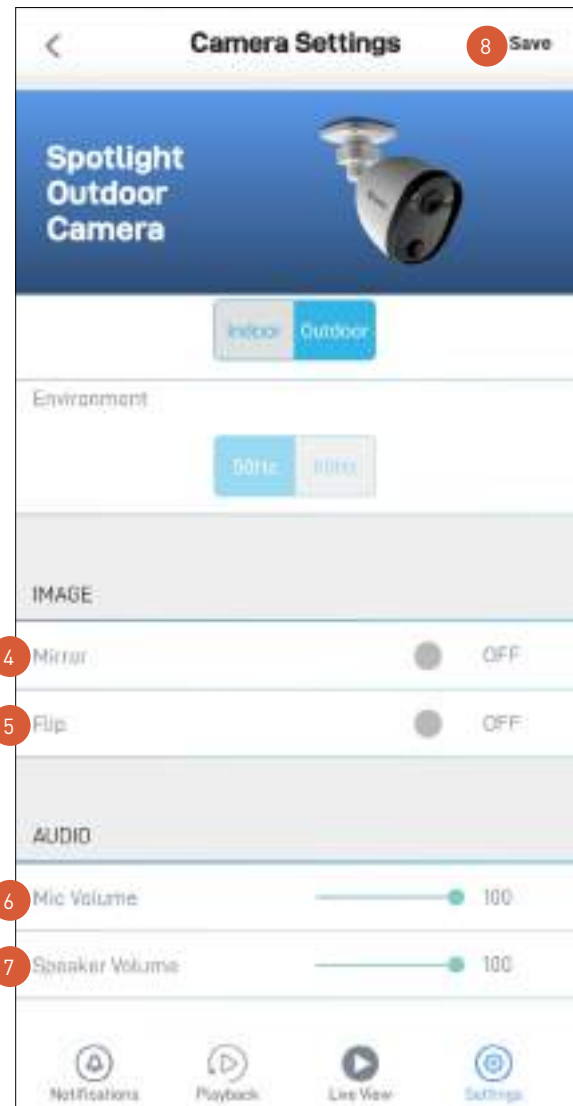 Camera Settings
8 Save
Spotlight
Outdoor
Camera
Indoor Outdoor
Environment
50Hz 60Hz
IMAGE
4 Mirror OFF
5 Flip OFF
AUDIO
6 Mic Volume 100
7 Speaker Volume 100
Notifications Playback Live View Settings